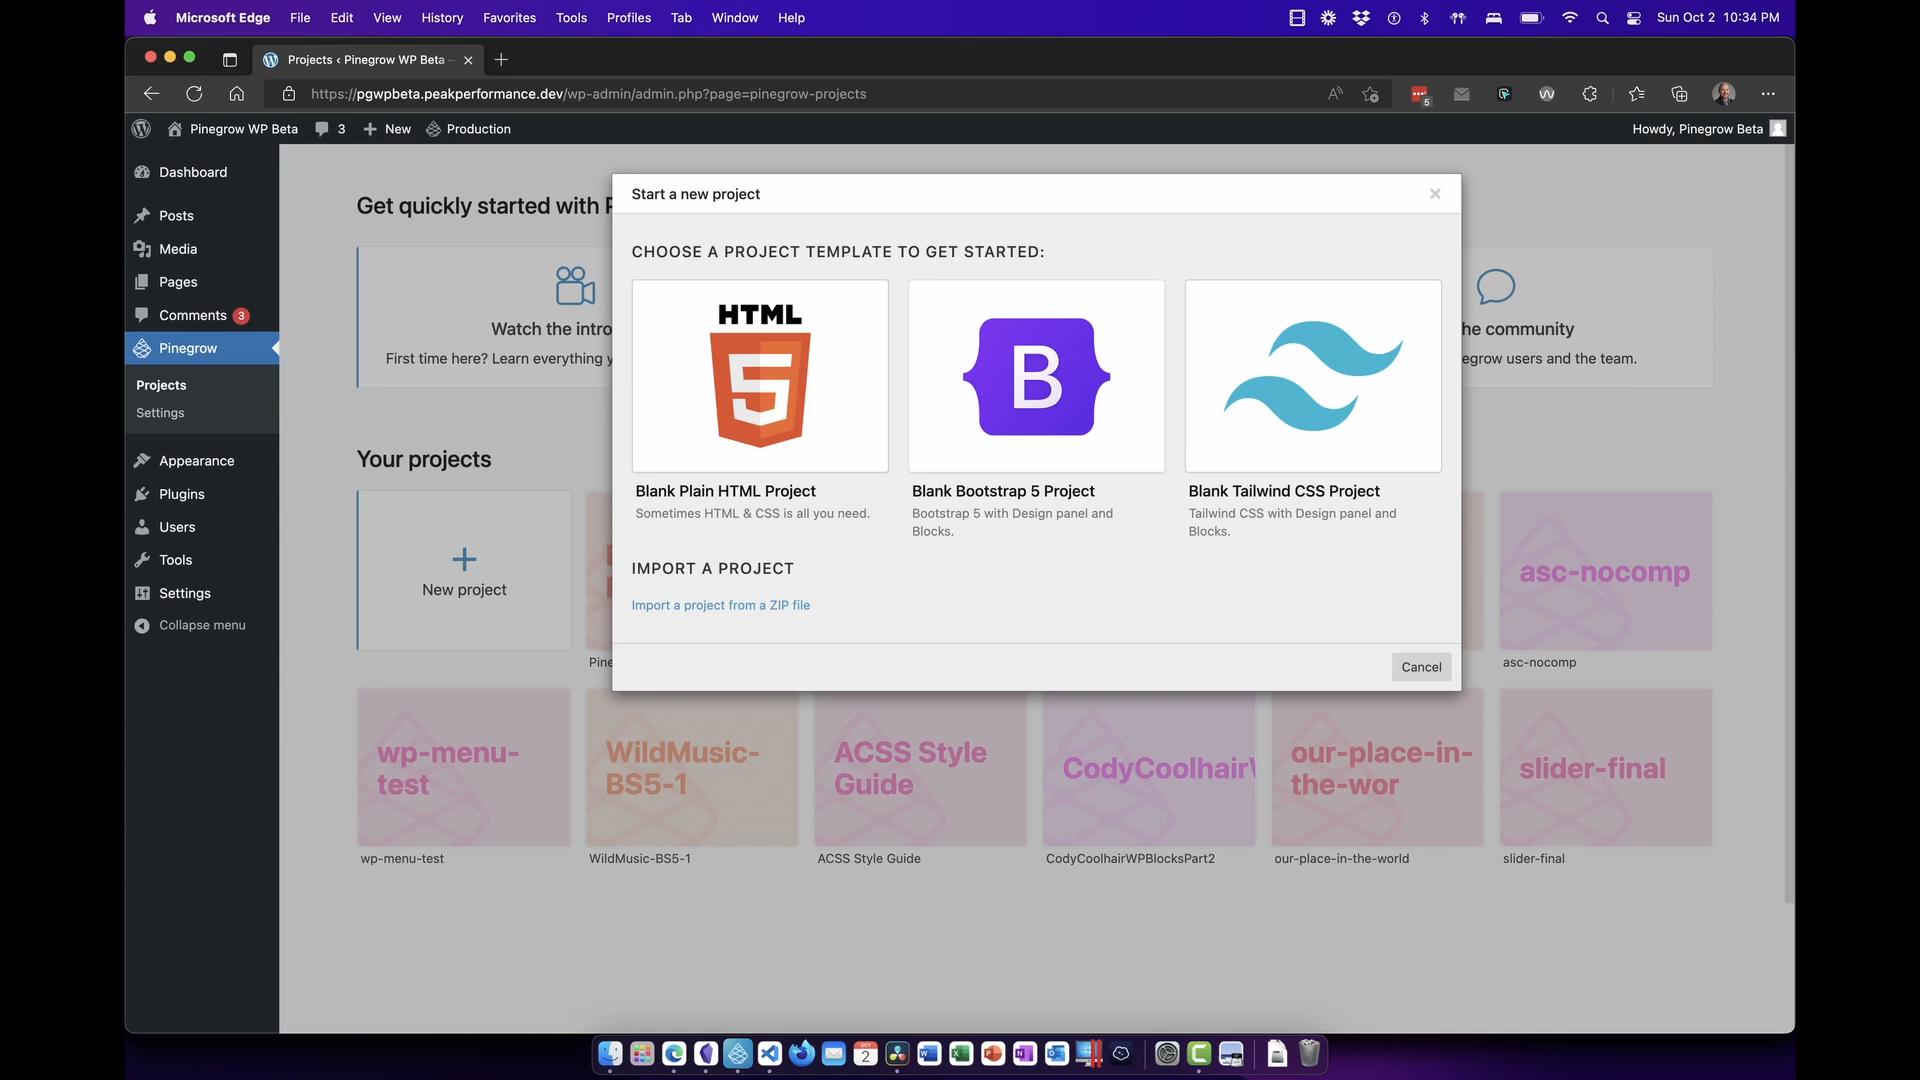 Microsoft Edge File Edit View History Favorites Tools Profiles Tab Window Help Sun Oct 2 10:34 PM
Projects ‹ Pinegrow WP Beta –
https://pgwpbeta.peakperformance.dev/wp-admin/admin.php?page=pinegrow-projects
5
Pinegrow WP Beta 3 New Production Howdy, Pinegrow Beta
Dashboard
Posts
Media
Pages
Comments 3
Pinegrow
Projects
Settings
Appearance
Plugins
Users
Tools
Settings
Collapse menu
Get quickly started with P
Watch the intro
First time here? Learn everything y
he community
egrow users and the team.
Your projects
New project
Start a new project
×
CHOOSE A PROJECT TEMPLATE TO GET STARTED:
HTML
5
B
Blank Plain HTML Project
Sometimes HTML & CSS is all you need.
Blank Bootstrap 5 Project
Bootstrap 5 with Design panel and
Blocks.
Blank Tailwind CSS Project
Tailwind CSS with Design panel and
Blocks.
IMPORT A PROJECT
Import a project from a ZIP file
Cancel
Pine
asc-nocomp
asc-nocomp
wp-menu-
test
wp-menu-test
WildMusic-
BS5-1
WildMusic-BS5-1
ACSS Style
Guide
ACSS Style Guide
CodyCoolhairW
CodyCoolhairWPBlocksPart2
our-place-in-
the-wor
our-place-in-the-world
slider-final
slider-final
OCT
2